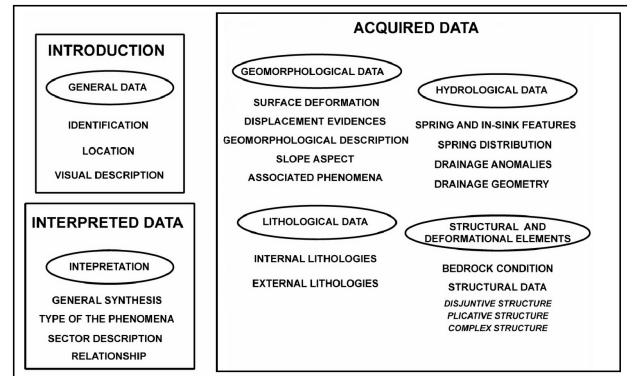 INTRODUCTION
GENERAL DATA
IDENTIFICATION
LOCATION
VISUAL DESCRIPTION
INTERPRETED DATA
INTEPRETATION
GENERAL SYNTHESIS
TYPE OF THE PHENOMENA
SECTOR DESCRIPTION
RELATIONSHIP
ACQUIRED DATA
GEOMORPHOLOGICAL DATA
SURFACE DEFORMATION
DISPLACEMENT EVIDENCES
GEOMORPHOLOGICAL DESCRIPTION
SLOPE ASPECT
ASSOCIATED PHENOMENA
HYDROLOGICAL DATA
SPRING AND IN-SINK FEATURES
SPRING DISTRIBUTION
DRAINAGE ANOMALIES
DRAINAGE GEOMETRY
LITHOLOGICAL DATA
INTERNAL LITHOLOGIES
EXTERNAL LITHOLOGIES
STRUCTURAL AND
DEFORMATIONAL ELEMENTS
BEDROCK CONDITION
STRUCTURAL DATA
DISJUNTIVE STRUCTURE
PLICATIVE STRUCTURE
COMPLEX STRUCTURE